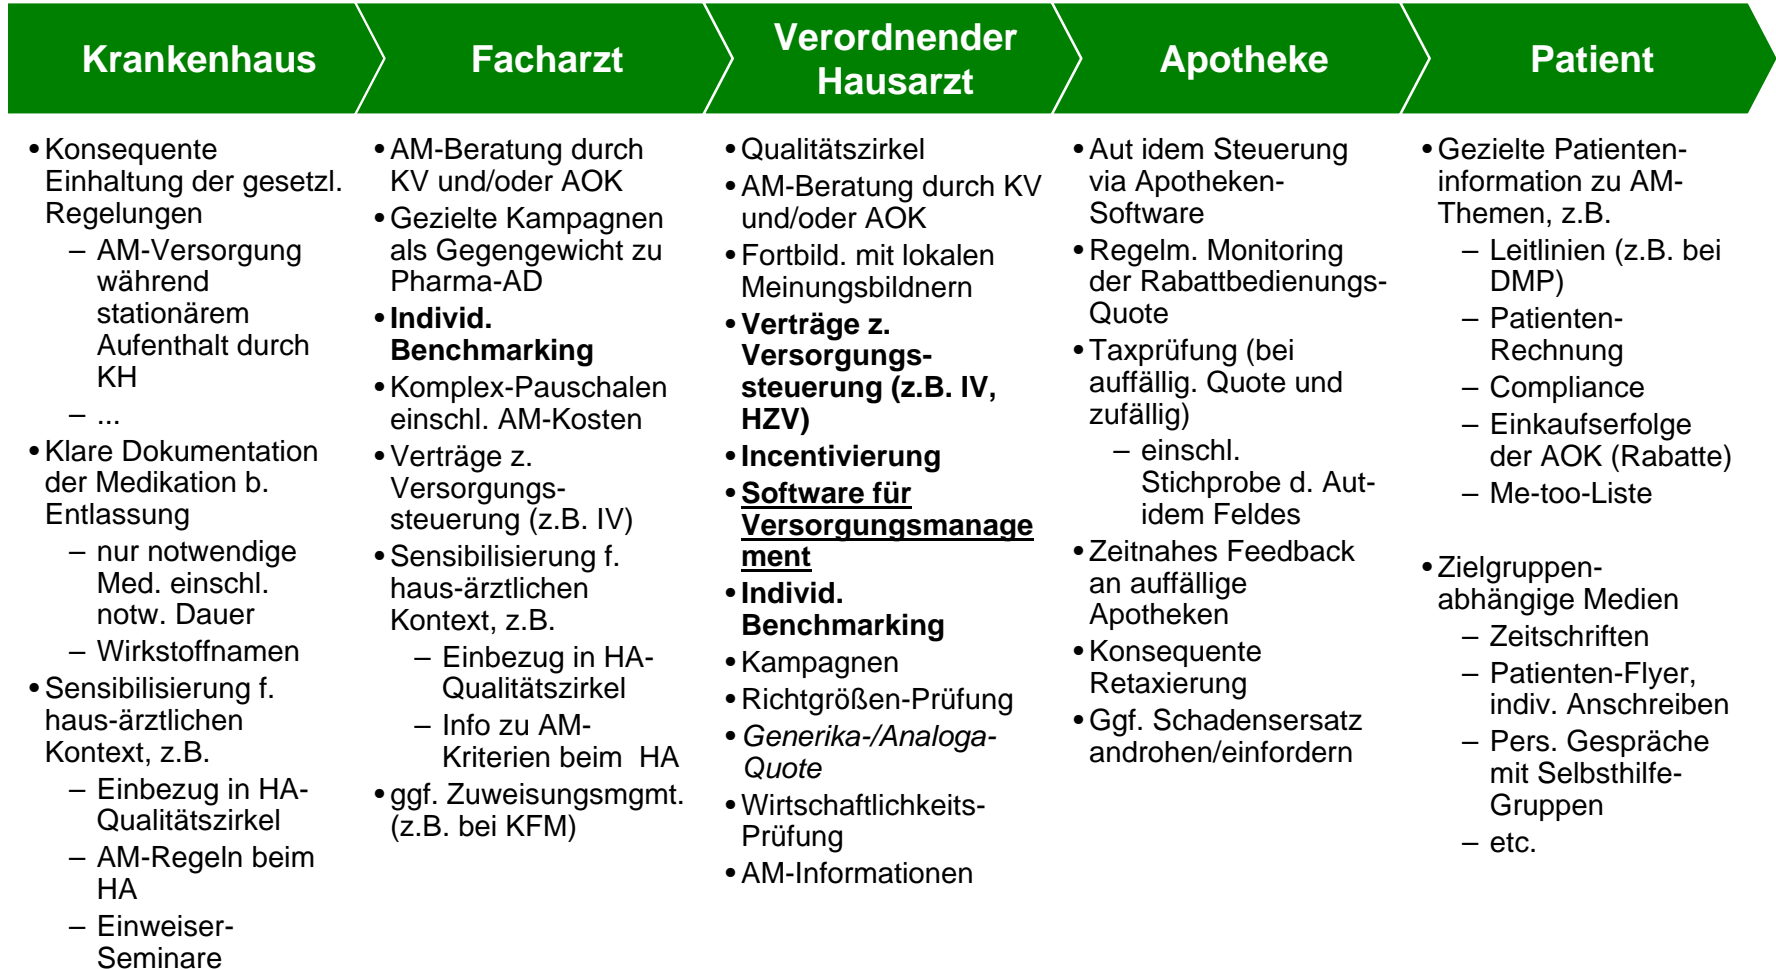 Krankenhaus
Facharzt
Verordnender
Hausarzt
Apotheke
Patient
• Konsequente
Einhaltung der gesetzl.
Regelungen
– AM-Versorgung
während
stationärem
Aufenthalt durch
KH
– ...
• Klare Dokumentation
der Medikation b.
Entlassung
– nur notwendige
Med. einschl.
notw. Dauer
– Wirkstoffnamen
• Sensibilisierung f.
haus-ärztlichen
Kontext, z.B.
– Einbezug in HA-
Qualitätszirkel
– AM-Regeln beim
HA
– Einweiser-
Seminare
• AM-Beratung durch
KV und/oder AOK
• Gezielte Kampagnen
als Gegengewicht zu
Pharma-AD
• Individ.
Benchmarking
• Komplex-Pauschalen
einschl. AM-Kosten
• Verträge z.
Versorgungs-
steuerung (z.B. IV)
• Sensibilisierung f.
haus-ärztlichen
Kontext, z.B.
– Einbezug in HA-
Qualitätszirkel
– Info zu AM-
Kriterien beim HA
• ggf. Zuweisungsmgmt.
(z.B. bei KFM)
• Qualitätszirkel
• AM-Beratung durch KV
und/oder AOK
• Fortbild. mit lokalen
Meinungsbildnern
• Verträge z.
Versorgungs-
steuerung (z.B. IV,
HZV)
• Incentivierung
• Software für
Versorgungsmanage
ment
• Individ.
Benchmarking
• Kampagnen
• Richtgrößen-Prüfung
• Generika-/Analoga-
Quote
• Wirtschaftlichkeits-
Prüfung
• AM-Informationen
• Aut idem Steuerung
via Apotheken-
Software
• Regelm. Monitoring
der Rabattbedienungs-
Quote
• Taxprüfung (bei
auffällig. Quote und
zufällig)
– einschl.
Stichprobe d. Aut-
idem Feldes
• Zeitnahes Feedback
an auffällige
Apotheken
• Konsequente
Retaxierung
• Ggf. Schadensersatz
androhen/einfordern
• Gezielte Patienten-
information zu AM-
Themen, z.B.
– Leitlinien (z.B. bei
DMP)
– Patienten-
Rechnung
– Compliance
– Einkaufserfolge
der AOK (Rabatte)
– Me-too-Liste
• Zielgruppen-
abhängige Medien
– Zeitschriften
– Patienten-Flyer,
indiv. Anschreiben
– Pers. Gespräche
mit Selbsthilfe-
Gruppen
– etc.